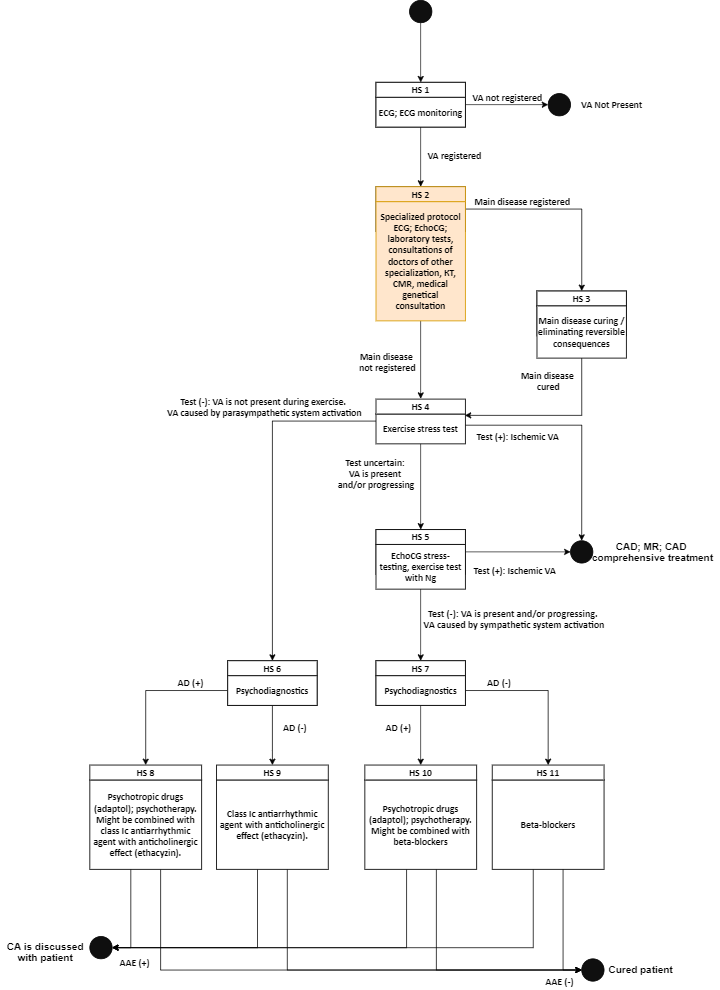 HS 1
ECG; ECG monitoring
VA not registered
VA Not Present
VA registered
HS 2
Specialized protocol
ECG; EchoCG;
laboratory tests,
consultations of
doctors of other
specialization, КТ,
CMR, medical
genetical
consultation
Main disease registered
HS 3
Main disease curing /
eliminating reversible
consequences
Main disease
not registered
Main disease
cured
Test (-): VA is not present during exercise.
VA caused by parasympathetic system activation
HS 4
Exercise stress test
Test (+): Ischemic VA
Test uncertain:
VA is present
and/or progressing
HS 5
EchoCG stress-
testing, exercise test
with Ng
Test (+): Ischemic VA
CAD; MR; CAD
comprehensive treatment
Test (-): VA is present and/or progressing.
VA caused by sympathetic system activation
HS 6
Psychodiagnostics
HS 7
Psychodiagnostics
AD (+)
AD (-)
AD (+)
AD (-)
HS 8
Psychotropic drugs
(adaptol); psychotherapy.
Might be combined with
class Ic antiarrhythmic
agent with anticholinergic
effect (ethacyzin).
HS 9
Class Ic antiarrhythmic
agent with anticholinergic
effect (ethacyzin).
HS 10
Psychotropic drugs
(adaptol); psychotherapy.
Might be combined with
beta-blockers
HS 11
Beta-blockers
CA is discussed
with patient
AAE (+)
Cured patient
AAE (-)